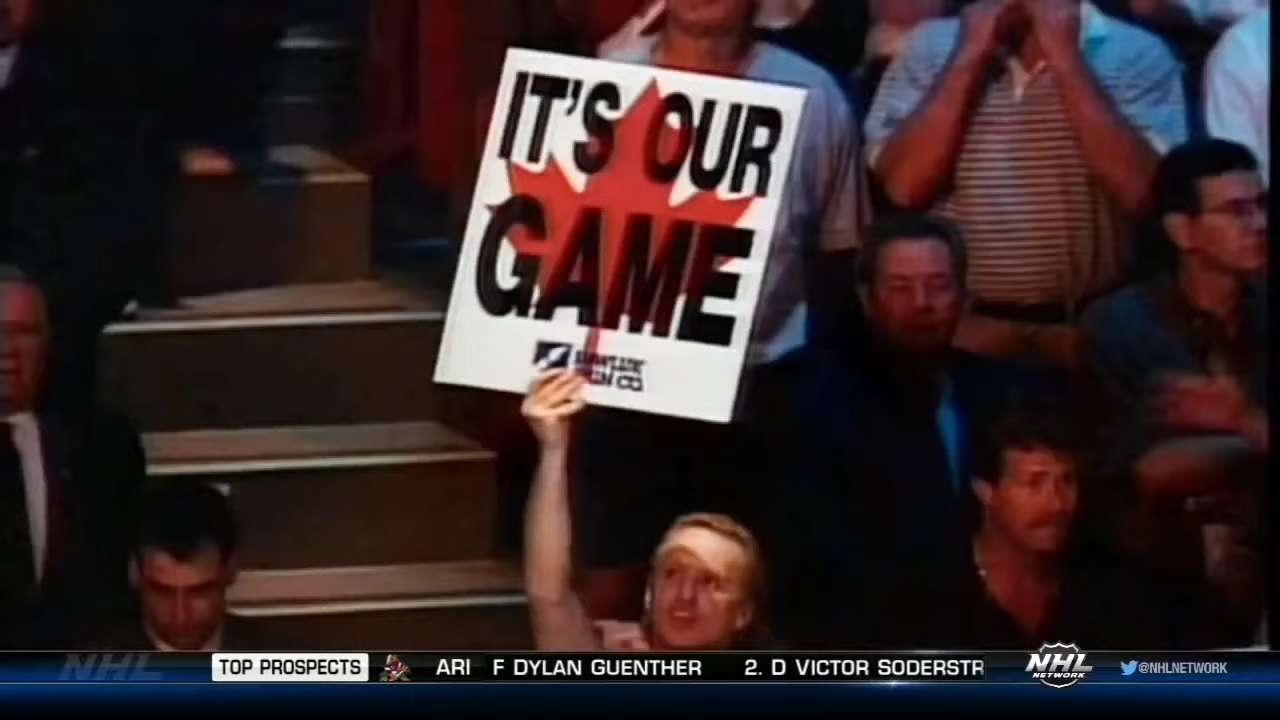 IT'S OUR
GAME
NHL
TOP PROSPECTS
ARI F DYLAN GUENTHER 2. D VICTOR SODERSTR
NHL
NETWORK
@NHLNETWORK